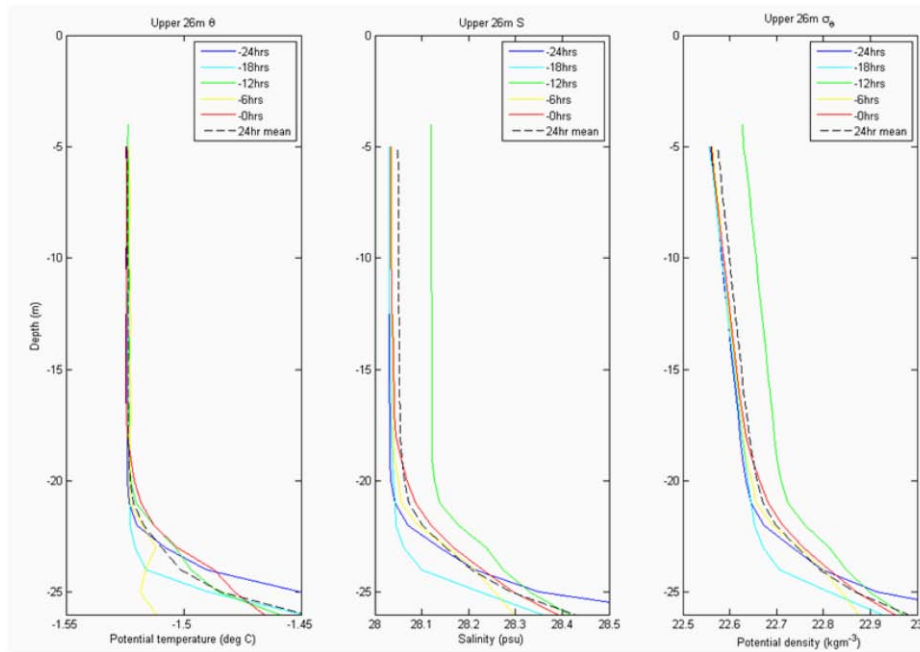 Upper 26m θ
0
-5
-10
-15
-20
-25
Depth (m)
-24hrs
-18hrs
-12hrs
-6hrs
-0hrs
24hr mean
-1.55
-1.5
-1.45
Potential temperature (deg C)
Upper 26m S
0
-5
-10
-15
-20
-25
-24hrs
-18hrs
-12hrs
-6hrs
-0hrs
24hr mean
28
28.1
28.2
28.3
28.4
28.5
Salinity (psu)
Upper 26m σθ
0
-5
-10
-15
-20
-25
-24hrs
-18hrs
-12hrs
-6hrs
-0hrs
24hr mean
22.5
22.6
22.7
22.8
22.9
23
Potential density (kgm⁻³)